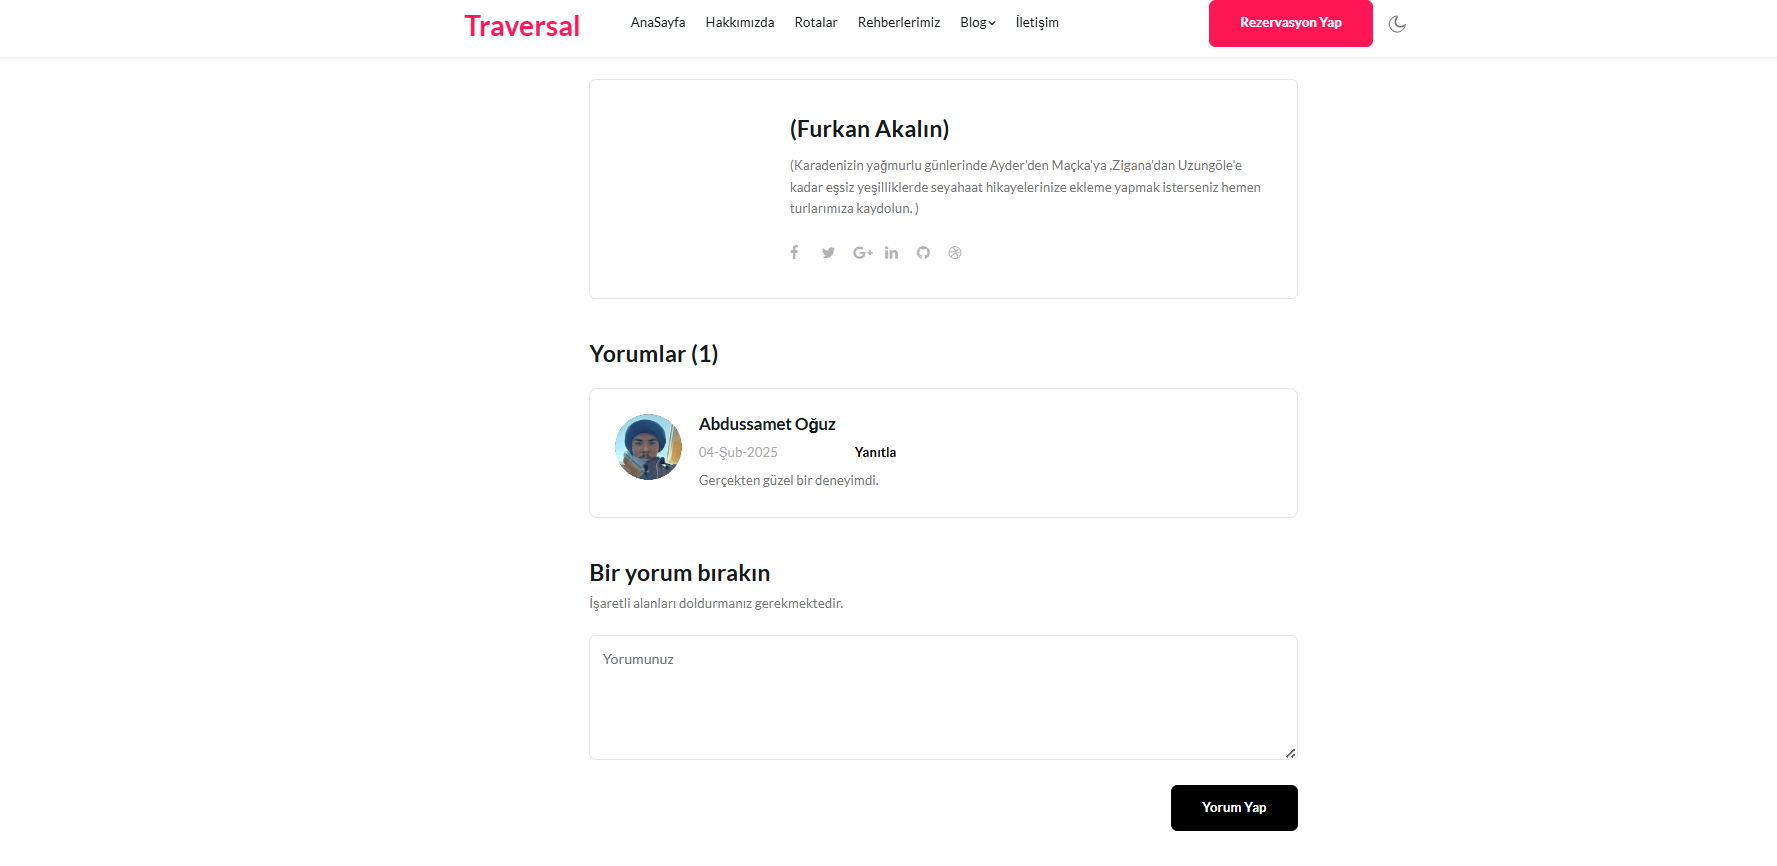 Traversal
AnaSayfa Hakkımızda Rotalar Rehberlerimiz Blog İletişim
Rezervasyon Yap
(Furkan Akalın)
(Karadenizin yağmurlu günlerinde Ayder'den Maçka'ya ,Zigana'dan Uzungöle'e
kadar eşsiz yeşilliklerde seyahaat hikayelerinize ekleme yapmak isterseniz hemen
turlarımıza kaydolun. )
Yorumlar (1)
Abdussamet Oğuz
04-Şub-2025 Yanıtla
Gerçekten güzel bir deneyimdi.
Bir yorum bırakın
İşaretli alanları doldurmanız gerekmektedir.
Yorumunuz
Yorum Yap